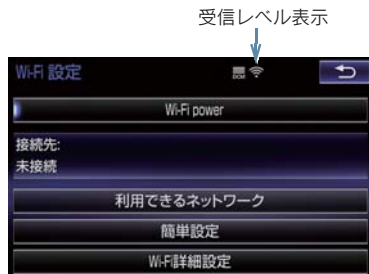 受信レベル表示
Wi-Fi 設定
DCM
Wi-Fi power
接続先:
未接続
利用できるネットワーク
簡単設定
Wi-Fi詳細設定